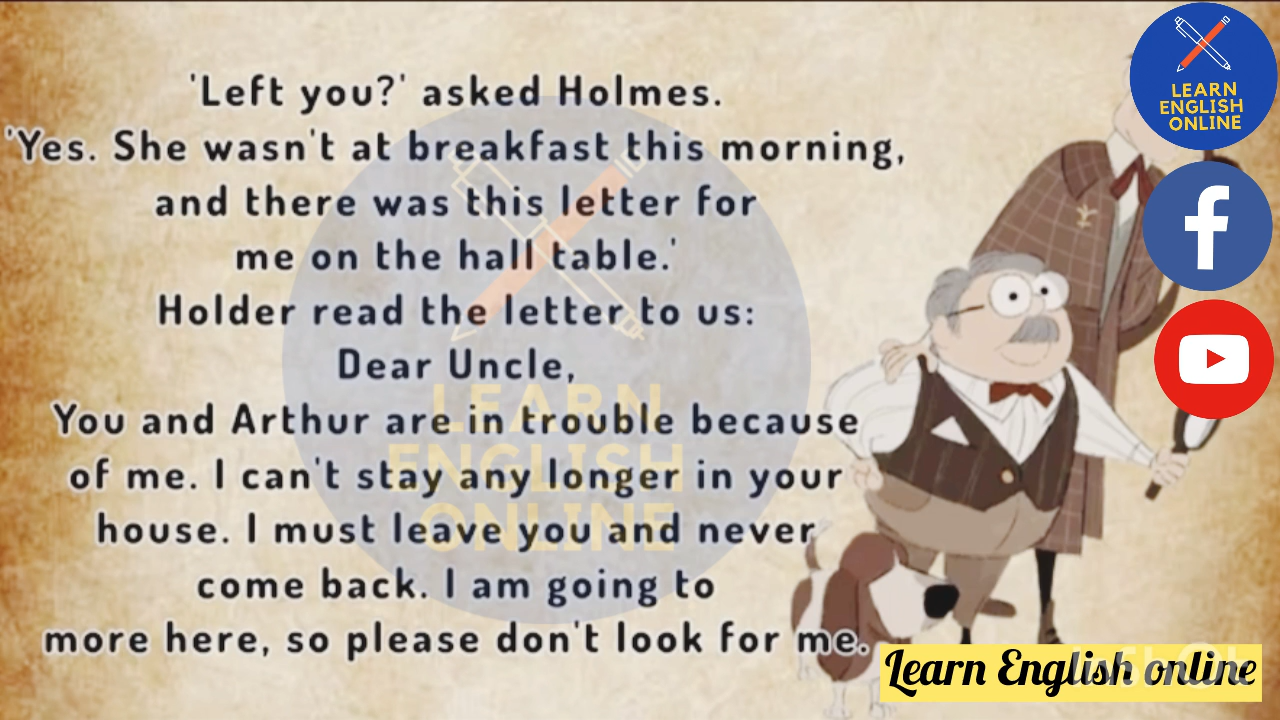 'Left you?' asked Holmes.
'Yes. She wasn't at breakfast this morning,
and there was this letter for
me on the hall table.'
Holder read the letter to us:
Dear Uncle,
You and Arthur are in trouble because
of me. I can't stay any longer in your
house. I must leave you and never
come back. I am going to
more here, so please don't look for me.
LEARN
ENGLISH
ONLINE
LEARN
ENGLISH
ONLINE
f
Learn English online